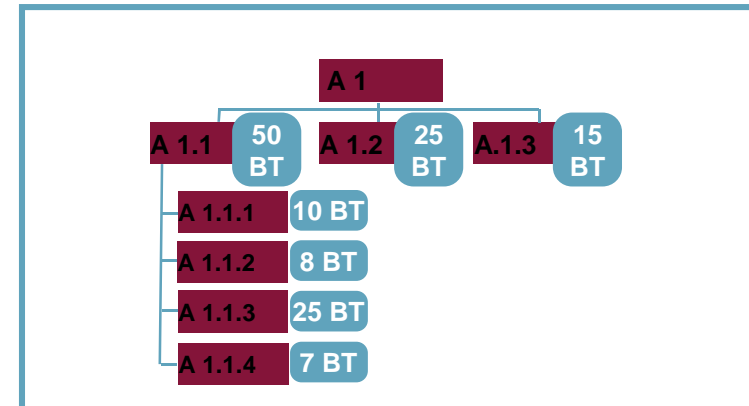 A 1
A 1.1
50
BT
A 1.2
25
BT
A.1.3
15
BT
A 1.1.1
10 BT
A 1.1.2
8 BT
A 1.1.3
25 BT
A 1.1.4
7 BT